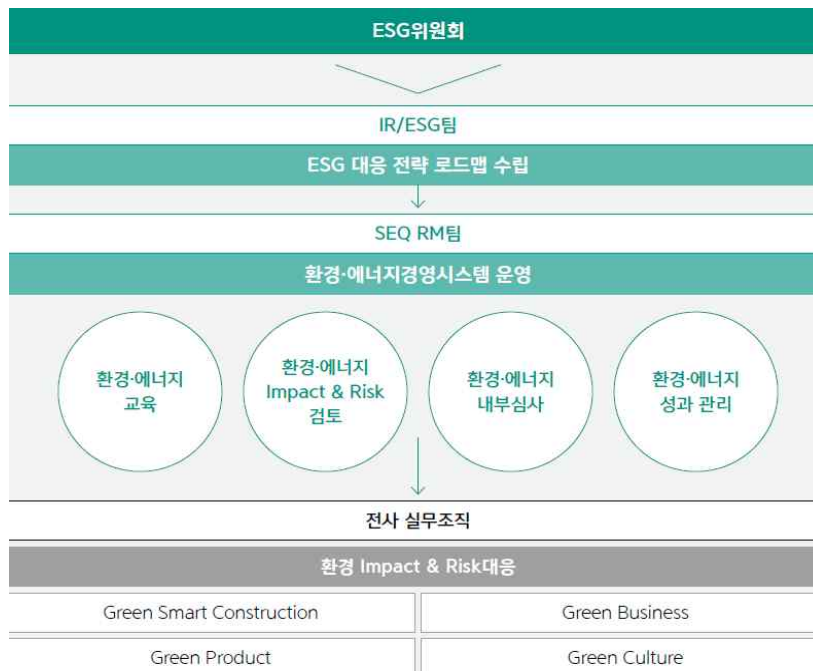 ESG위원회
IR/ESG팀
ESG 대응 전략 로드맵 수립
SEQ RM팀
환경·에너지경영시스템 운영
환경·에너지
교육
환경·에너지
Impact & Risk
검토
환경·에너지
내부심사
환경·에너지
성과 관리
전사 실무조직
환경 Impact & Risk대응
Green Smart Construction
Green Business
Green Product
Green Culture